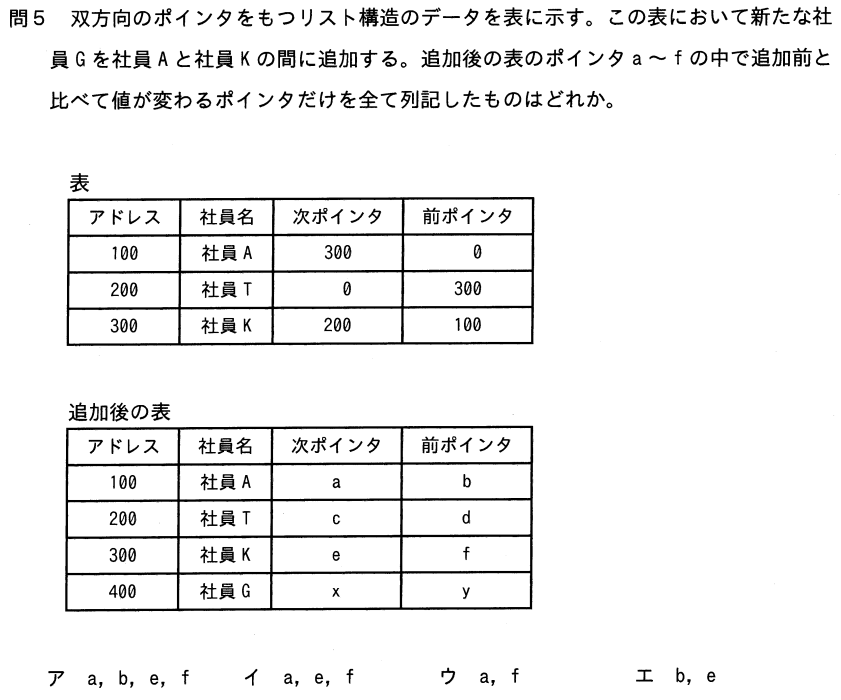 問5　双方向のポインタをもつリスト構造のデータを表に示す。この表において新たな社
員Gを社員Aと社員Kの間に追加する。追加後の表のポインタa～fの中で追加前と
比べて値が変わるポインタだけを全て列記したものはどれか。
表
アドレス 社員名 次ポインタ 前ポインタ
100 社員A 300 0
200 社員T 0 300
300 社員K 200 100
追加後の表
アドレス 社員名 次ポインタ 前ポインタ
100 社員A a b
200 社員T c d
300 社員K e f
400 社員G x y
ア a, b, e, f イ a, e, f ウ a, f エ b, e